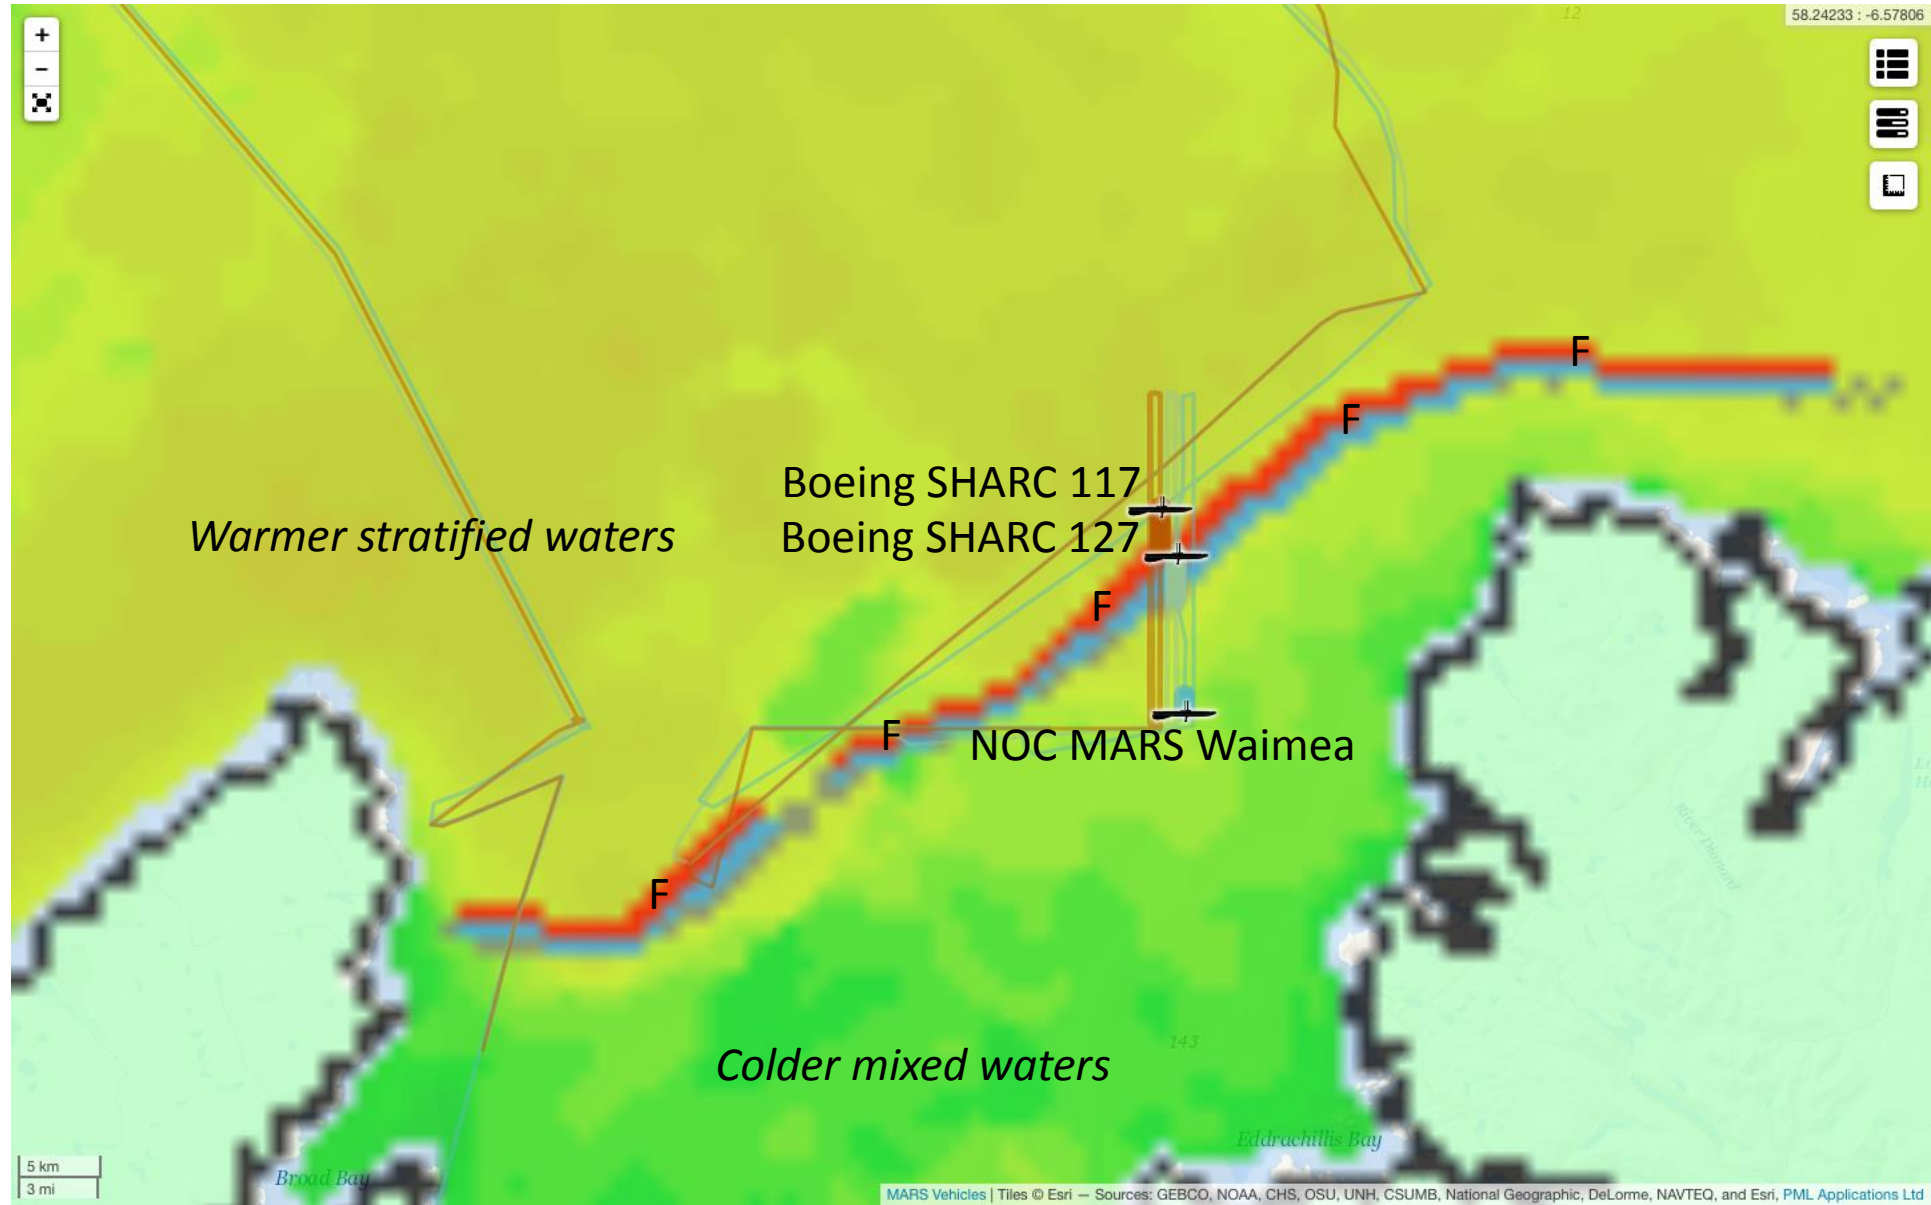 12
58.24233 : -6.57806
+
−
F
F
Boeing SHARC 117
Warmer stratified waters
Boeing SHARC 127
F
F
NOC MARS Waimea
River Dionard
F
143
Colder mixed waters
Eddrachillis Bay
Broad Bay
5 km
3 mi
MARS Vehicles | Tiles © Esri — Sources: GEBCO, NOAA, CHS, OSU, UNH, CSUMB, National Geographic, DeLorme, NAVTEQ, and Esri, PML Applications Ltd